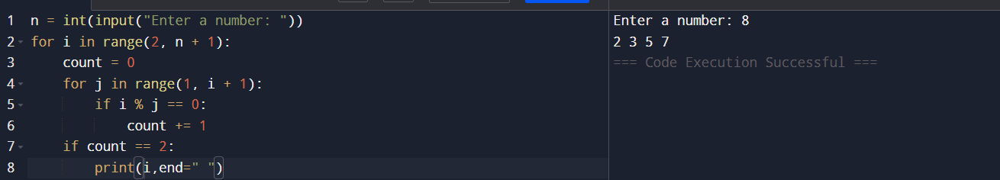 1 n = int(input("Enter a number: "))
2 for i in range(2, n + 1):
3     count = 0
4     for j in range(1, i + 1):
5         if i % j == 0:
6             count += 1
7     if count == 2:
8         print(i,end=" ")
Enter a number: 8
2 3 5 7
=== Code Execution Successful ===